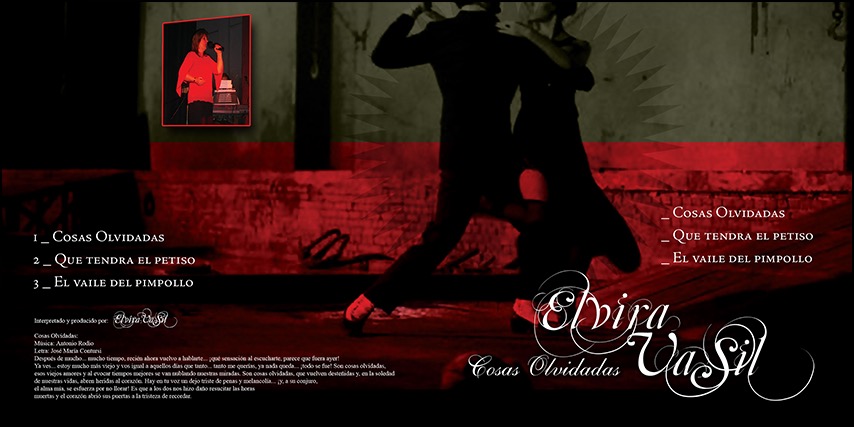 1 _ Cosas Olvidadas
2 _ Que tendra el petiso
3 _ El vaile del pimpollo
Interpretado y producido por: Elvira VaSil
Cosas Olvidadas:
Música: Antonio Rodio
Letra: José María Contursi
Después de mucho... mucho tiempo, recién ahora vuelvo a hablarte... ¡qué sensación al escucharte, parece que fuera ayer!
Ya ves... estoy mucho más viejo y vos igual a aquellos días que tanto... tanto me querías, ya nada queda... ¡todo se fue! Son cosas olvidadas,
esos viejos amores y al evocar tiempos mejores se van nublando nuestras miradas. Son cosas olvidadas, que vuelven desteñidas y, en la soledad
de nuestras vidas, abren heridas al corazón. Hay en tu voz un dejo triste de penas y melancolía... ¡y, a su conjuro,
el alma mía, se esfuerza por no llorar! Es que a los dos nos hizo daño resucitar las horas
muertas y el corazón abrió sus puertas a la tristeza de recordar.
_ Cosas Olvidadas
_ Que tendra el petiso
_ El vaile del pimpollo
Elvira
VaSil
Cosas Olvidadas